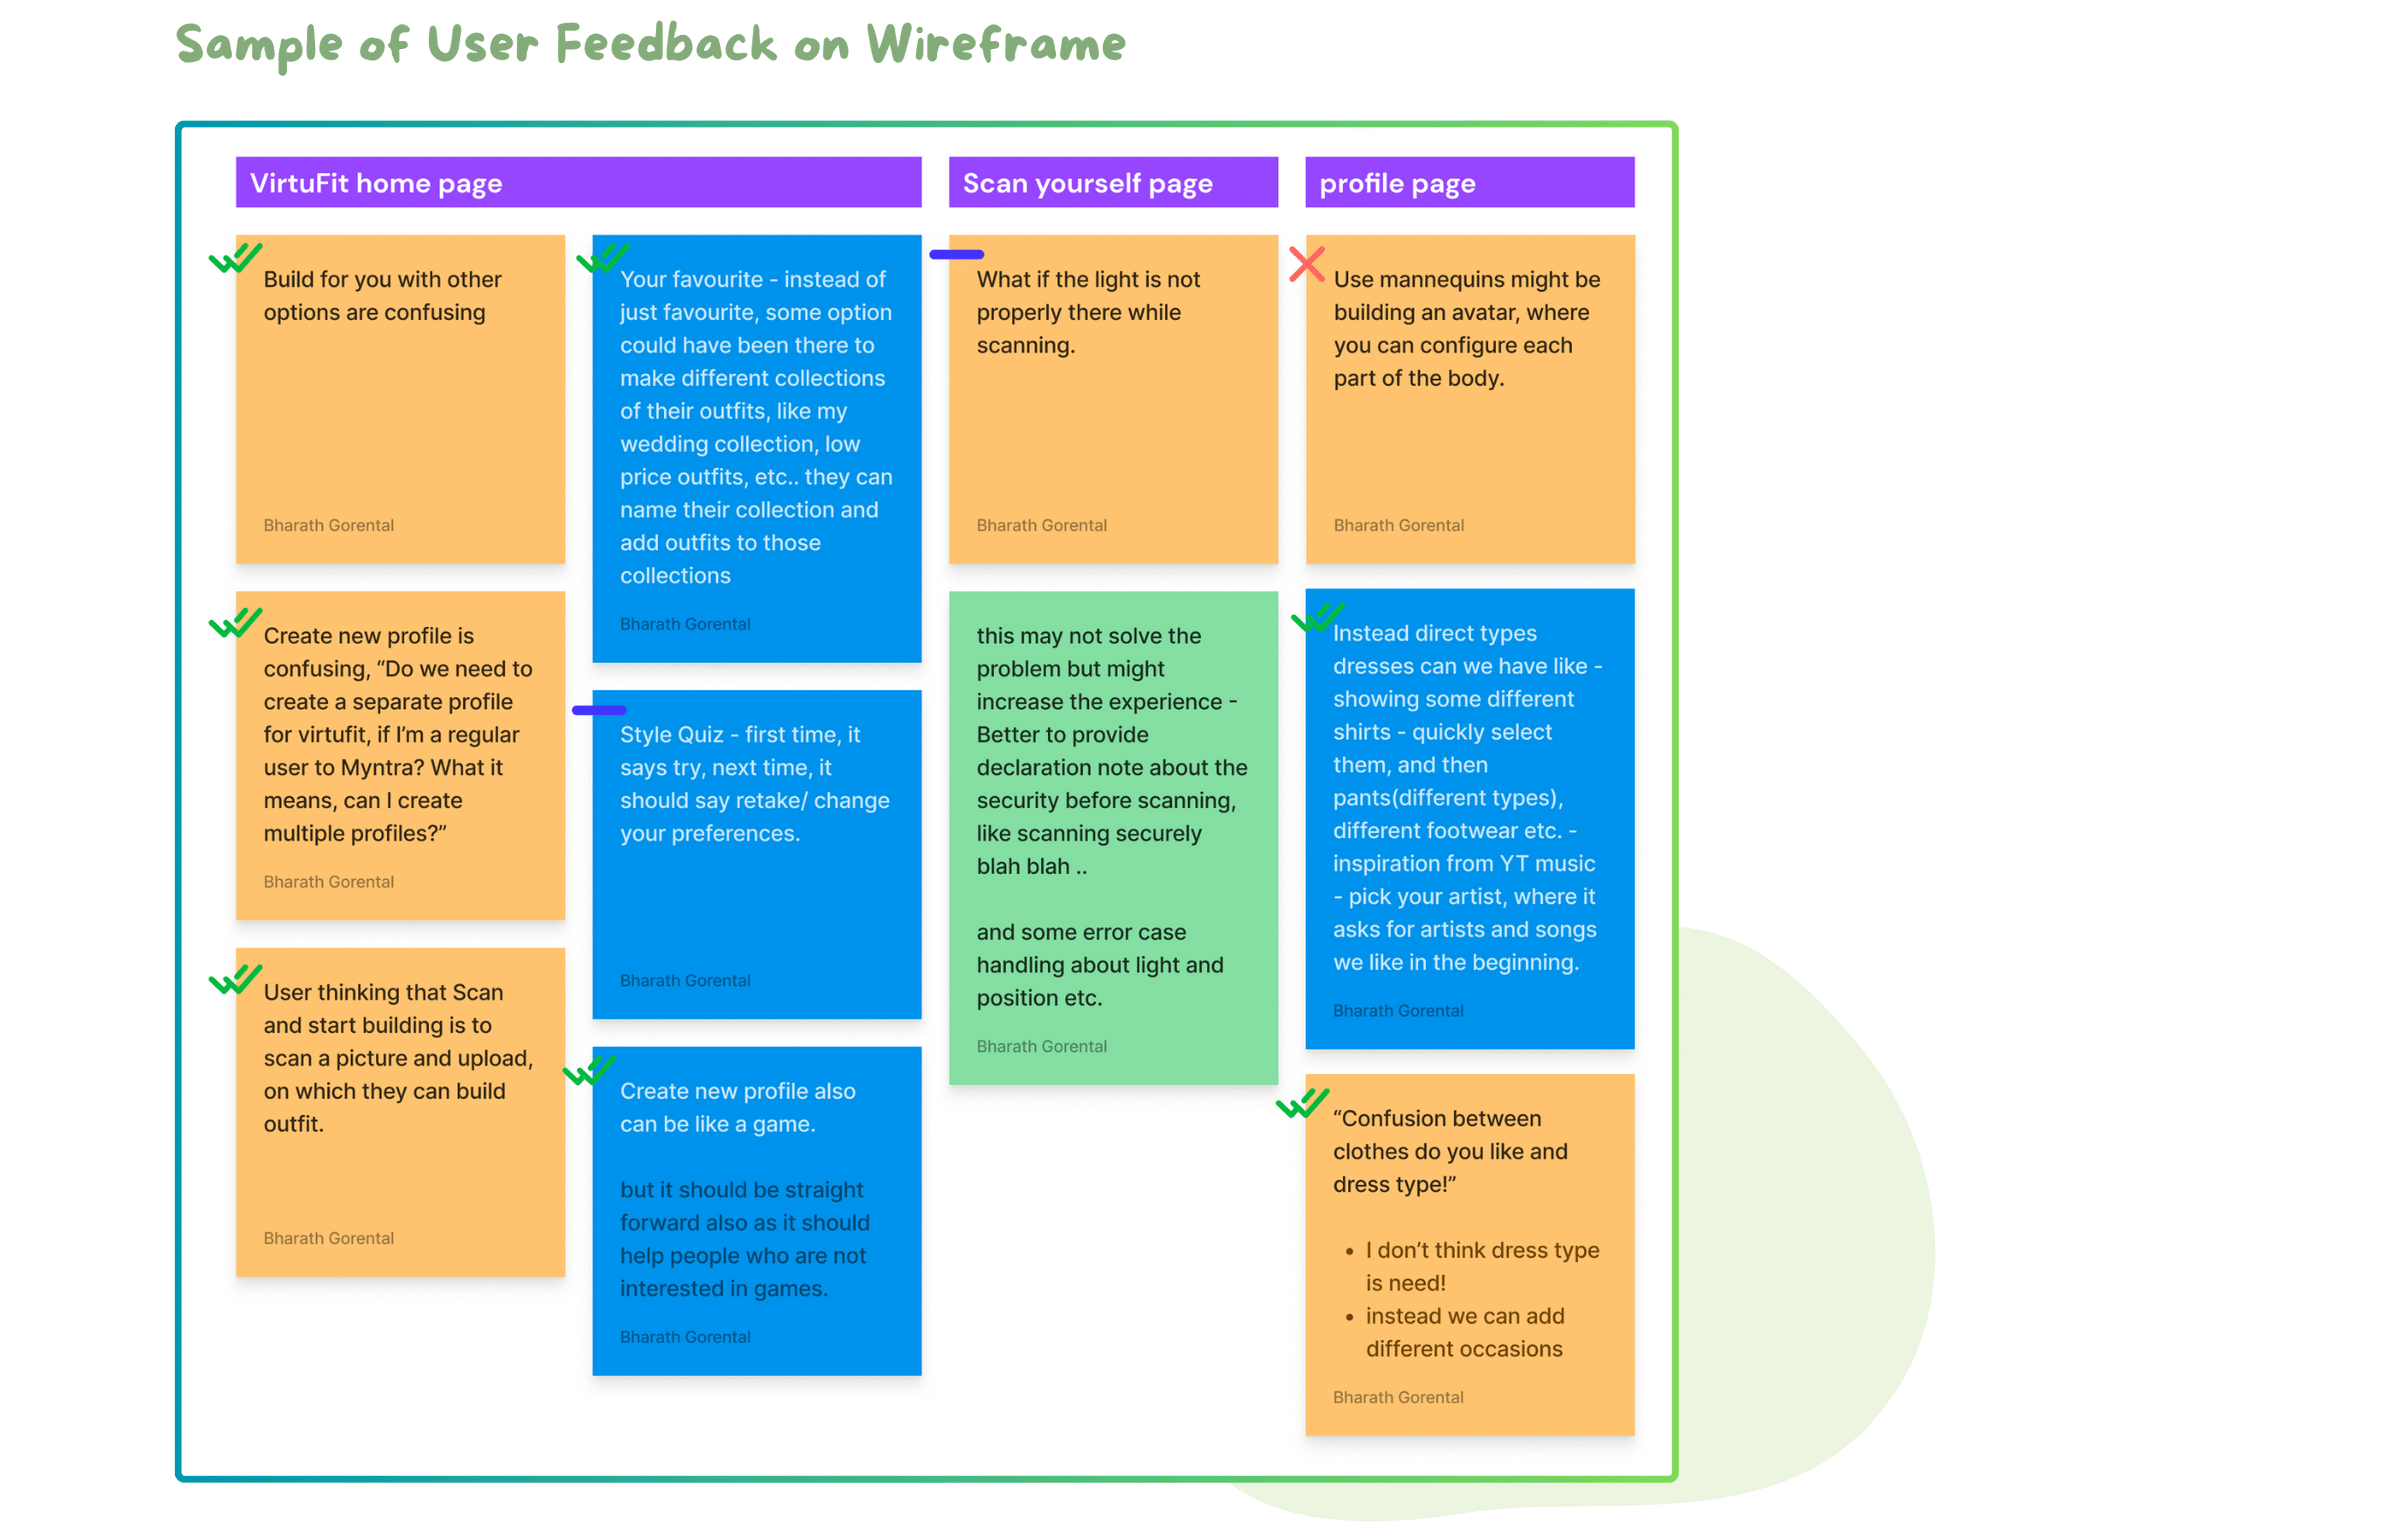 Sample of User Feedback on Wireframe
VirtuFit home page
Build for you with other
options are confusing
Bharath Gorental
Create new profile is
confusing, “Do we need to
create a separate profile
for virtufit, if I’m a regular
user to Myntra? What it
means, can I create
multiple profiles?”
Bharath Gorental
User thinking that Scan
and start building is to
scan a picture and upload,
on which they can build
outfit.
Bharath Gorental
Your favourite - instead of
just favourite, some option
could have been there to
make different collections
of their outfits, like my
wedding collection, low
price outfits, etc.. they can
name their collection and
add outfits to those
collections
Bharath Gorental
Style Quiz - first time, it
says try, next time, it
should say retake/ change
your preferences.
Bharath Gorental
Create new profile also
can be like a game.
but it should be straight
forward also as it should
help people who are not
interested in games.
Bharath Gorental
Scan yourself page
What if the light is not
properly there while
scanning.
Bharath Gorental
this may not solve the
problem but might
increase the experience -
Better to provide
declaration note about the
security before scanning,
like scanning securely
blah blah ..
and some error case
handling about light and
position etc.
Bharath Gorental
profile page
Use mannequins might be
building an avatar, where
you can configure each
part of the body.
Bharath Gorental
Instead direct types
dresses can we have like -
showing some different
shirts - quickly select
them, and then
pants(different types),
different footwear etc. -
inspiration from YT music
- pick your artist, where it
asks for artists and songs
we like in the beginning.
Bharath Gorental
“Confusion between
clothes do you like and
dress type!”
• I don’t think dress type
is need!
• instead we can add
different occasions
Bharath Gorental